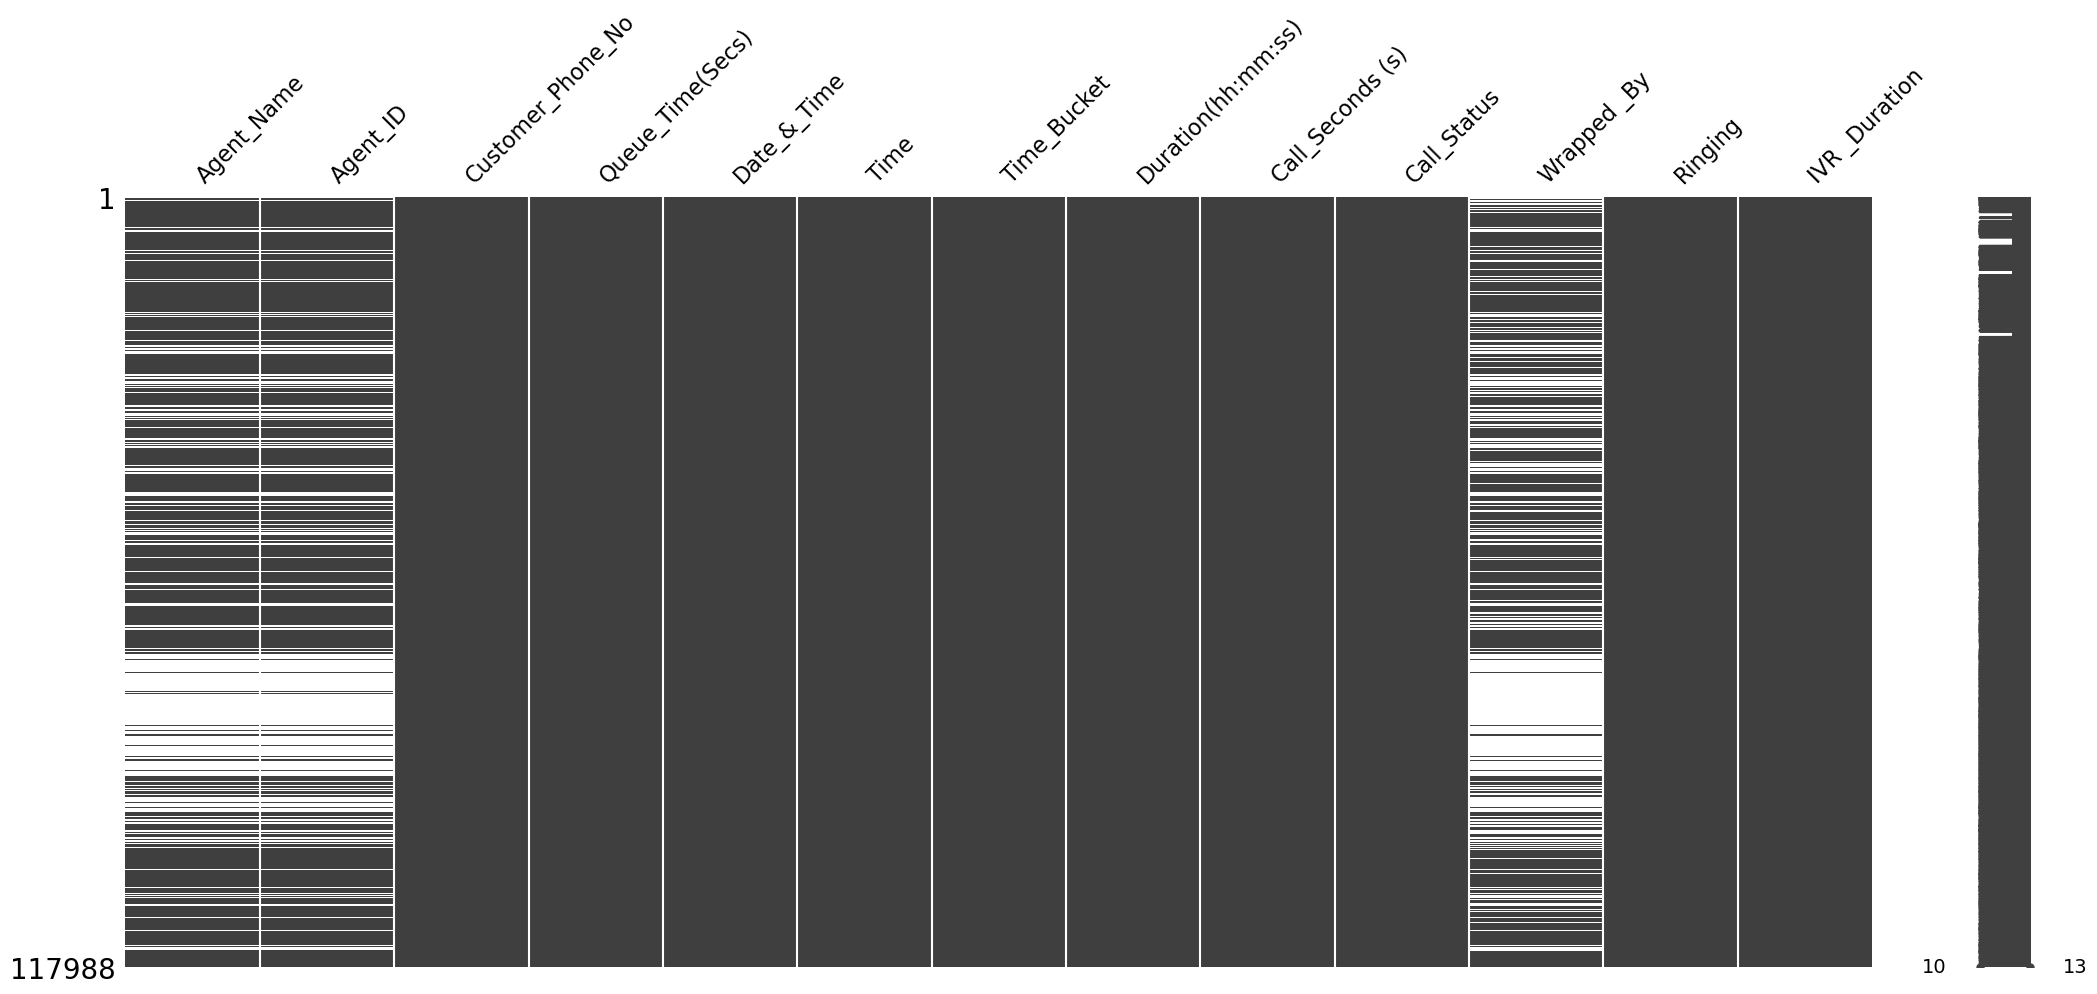 Agent_Name
Agent_ID
Customer_Phone_No
Queue_Time(Secs)
Date_&_Time
Time
Time_Bucket
Duration(hh:mm:ss)
Call_Seconds (s)
Call_Status
Wrapped _By
Ringing
IVR _Duration
1
117988
10
13